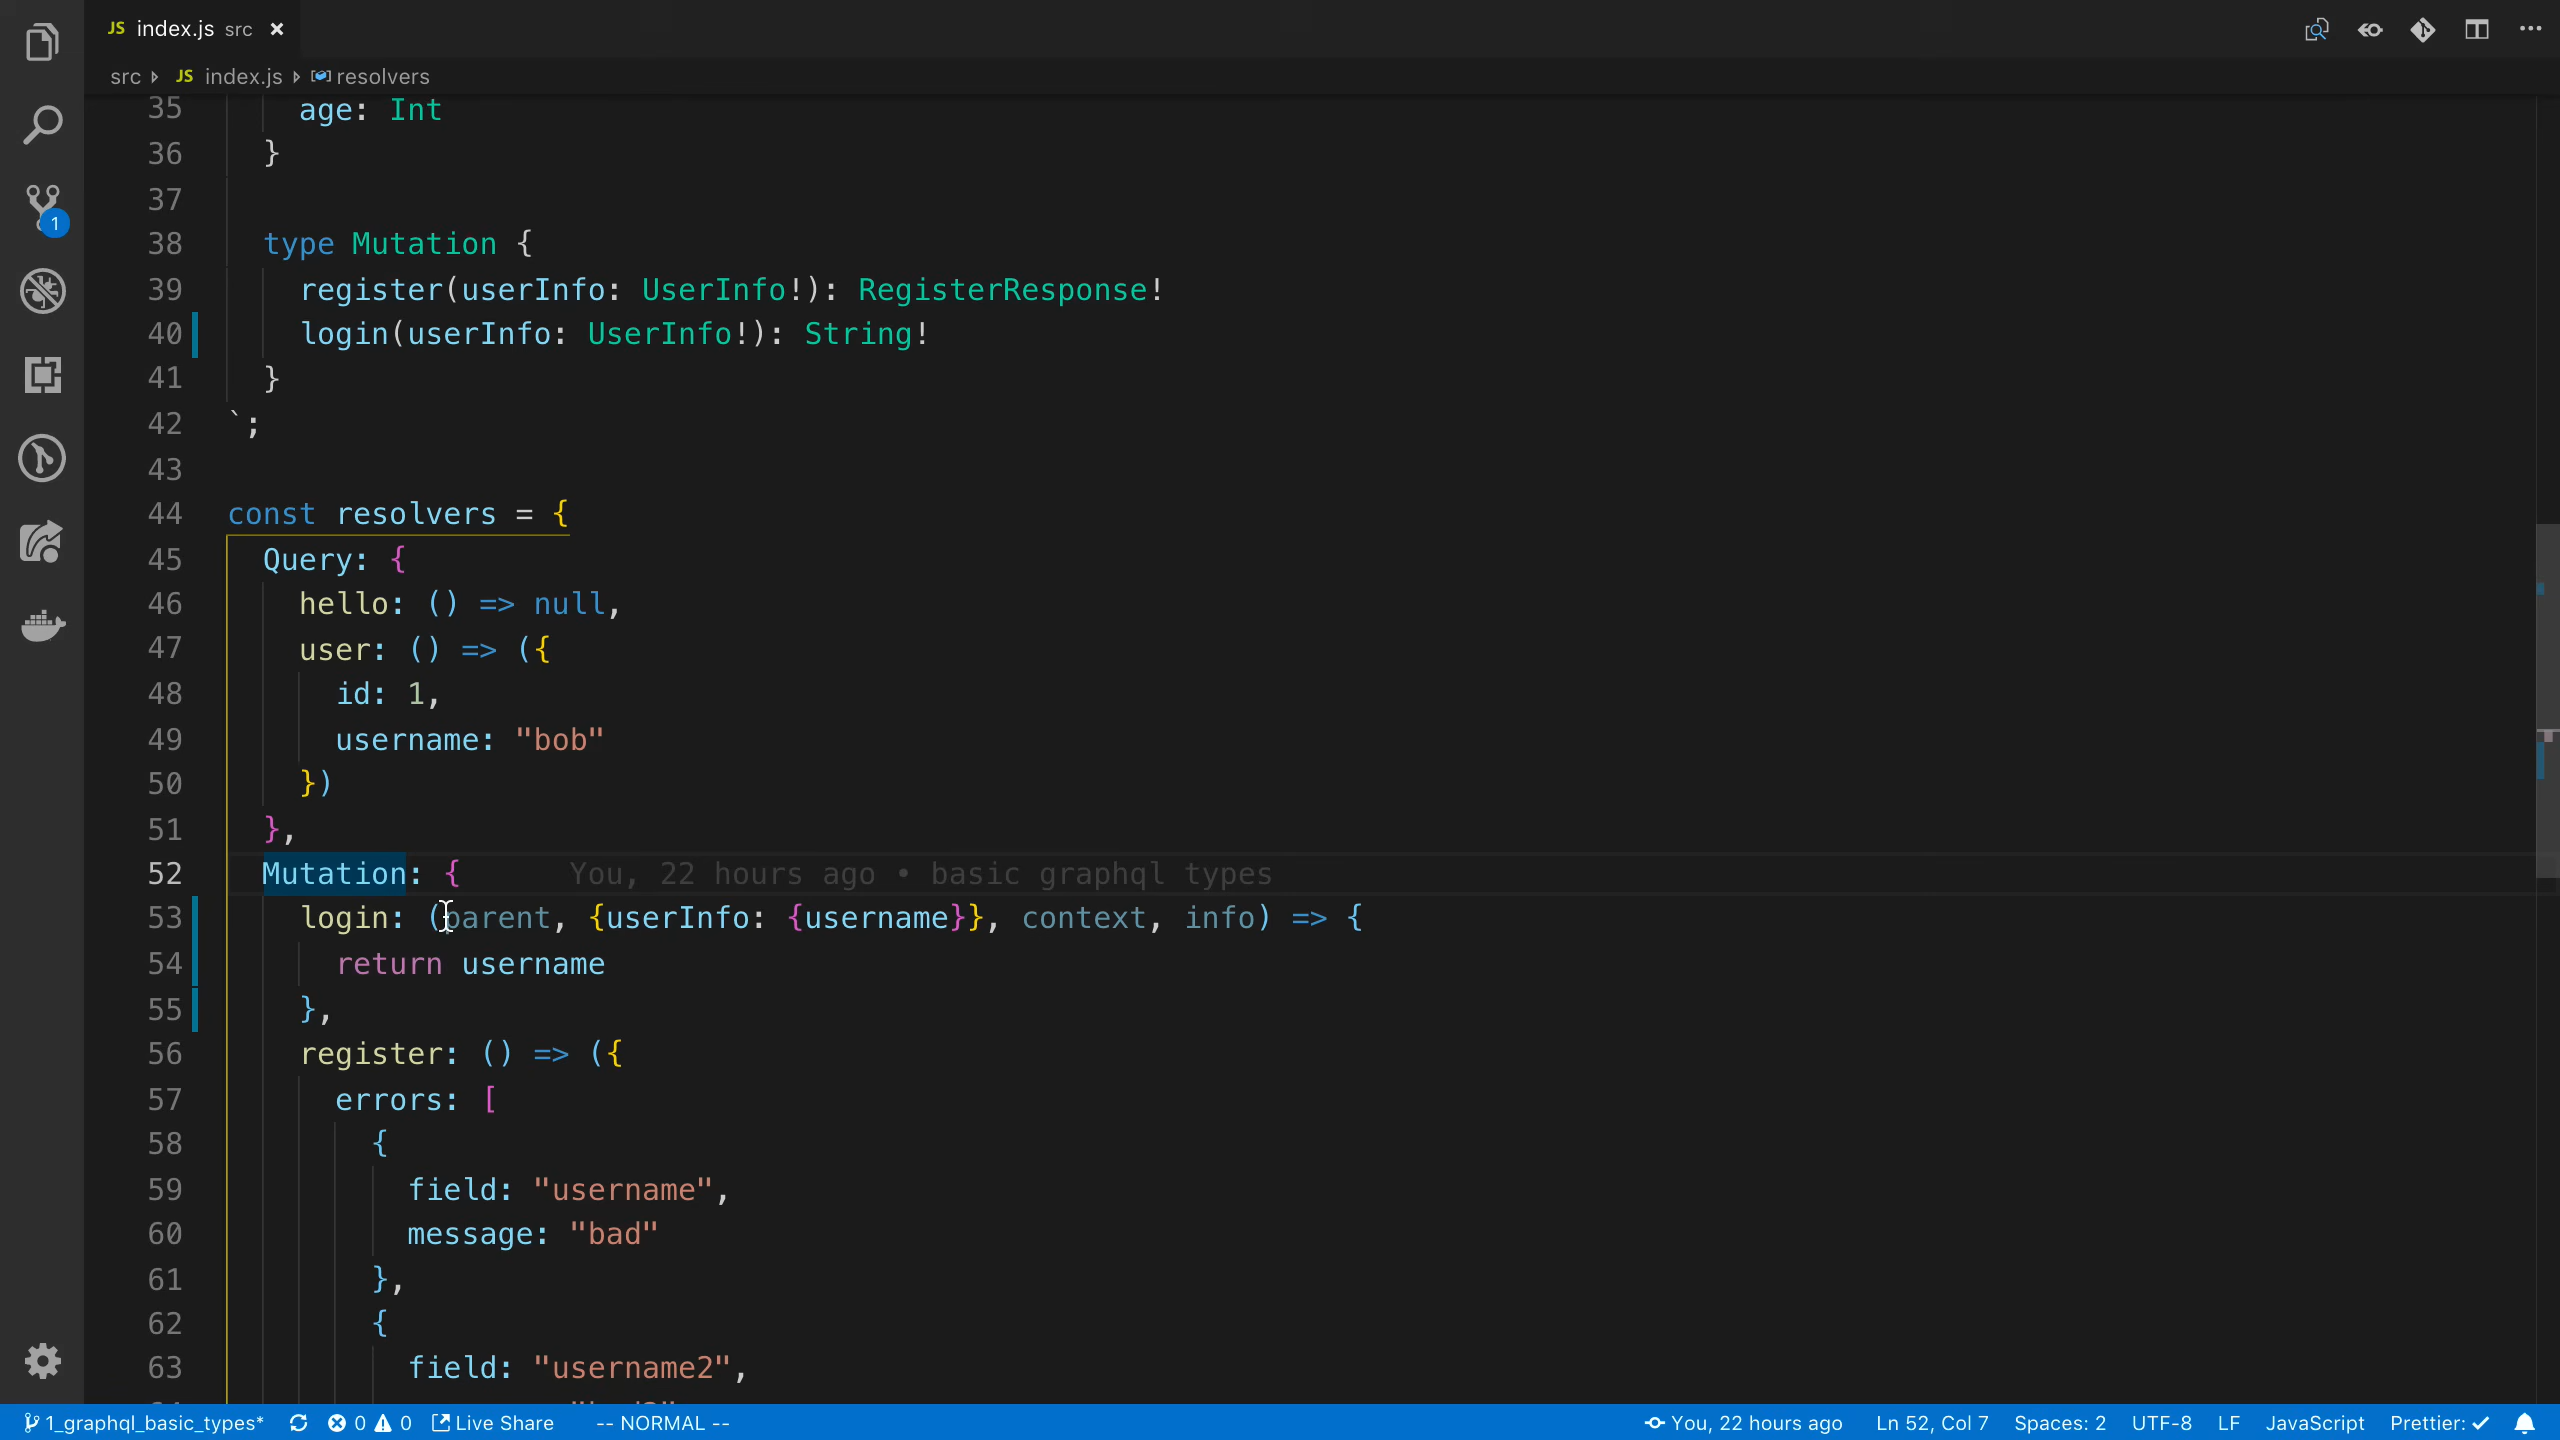 JS index.js src ×
src JS index.js resolvers
35 age: Int
36 }
37
38 type Mutation {
39 register(userInfo: UserInfo!): RegisterResponse!
40 login(userInfo: UserInfo!): String!
41 }
42 `;
43
44 const resolvers = {
45 Query: {
46 hello: () => null,
47 user: () => ({
48 id: 1,
49 username: "bob"
50 })
51 },
52 Mutation: { You, 22 hours ago • basic graphql types
53 login: (parent, {userInfo: {username}}, context, info) => {
54 return username
55 },
56 register: () => ({
57 errors: [
58 {
59 field: "username",
60 message: "bad"
61 },
62 {
63 field: "username2",
1
1_graphql_basic_types* 0 0 Live Share -- NORMAL -- You, 22 hours ago Ln 52, Col 7 Spaces: 2 UTF-8 LF JavaScript Prettier: ✓